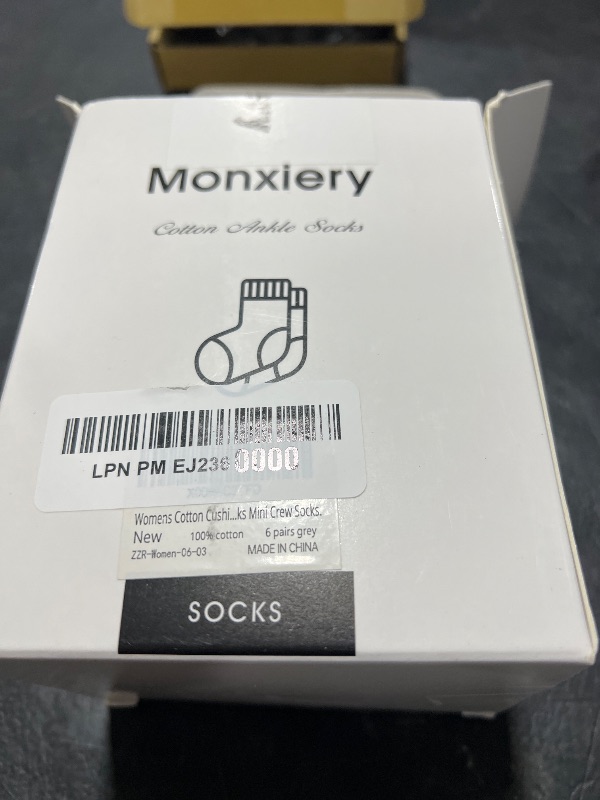 Monxiery
Cotton Ankle Socks
LPN PM EJ236 0000
Womens Cotton Cushi...ks Mini Crew Socks.
New 100% cotton 6 pairs grey
ZZR-Women-06-03 MADE IN CHINA
SOCKS